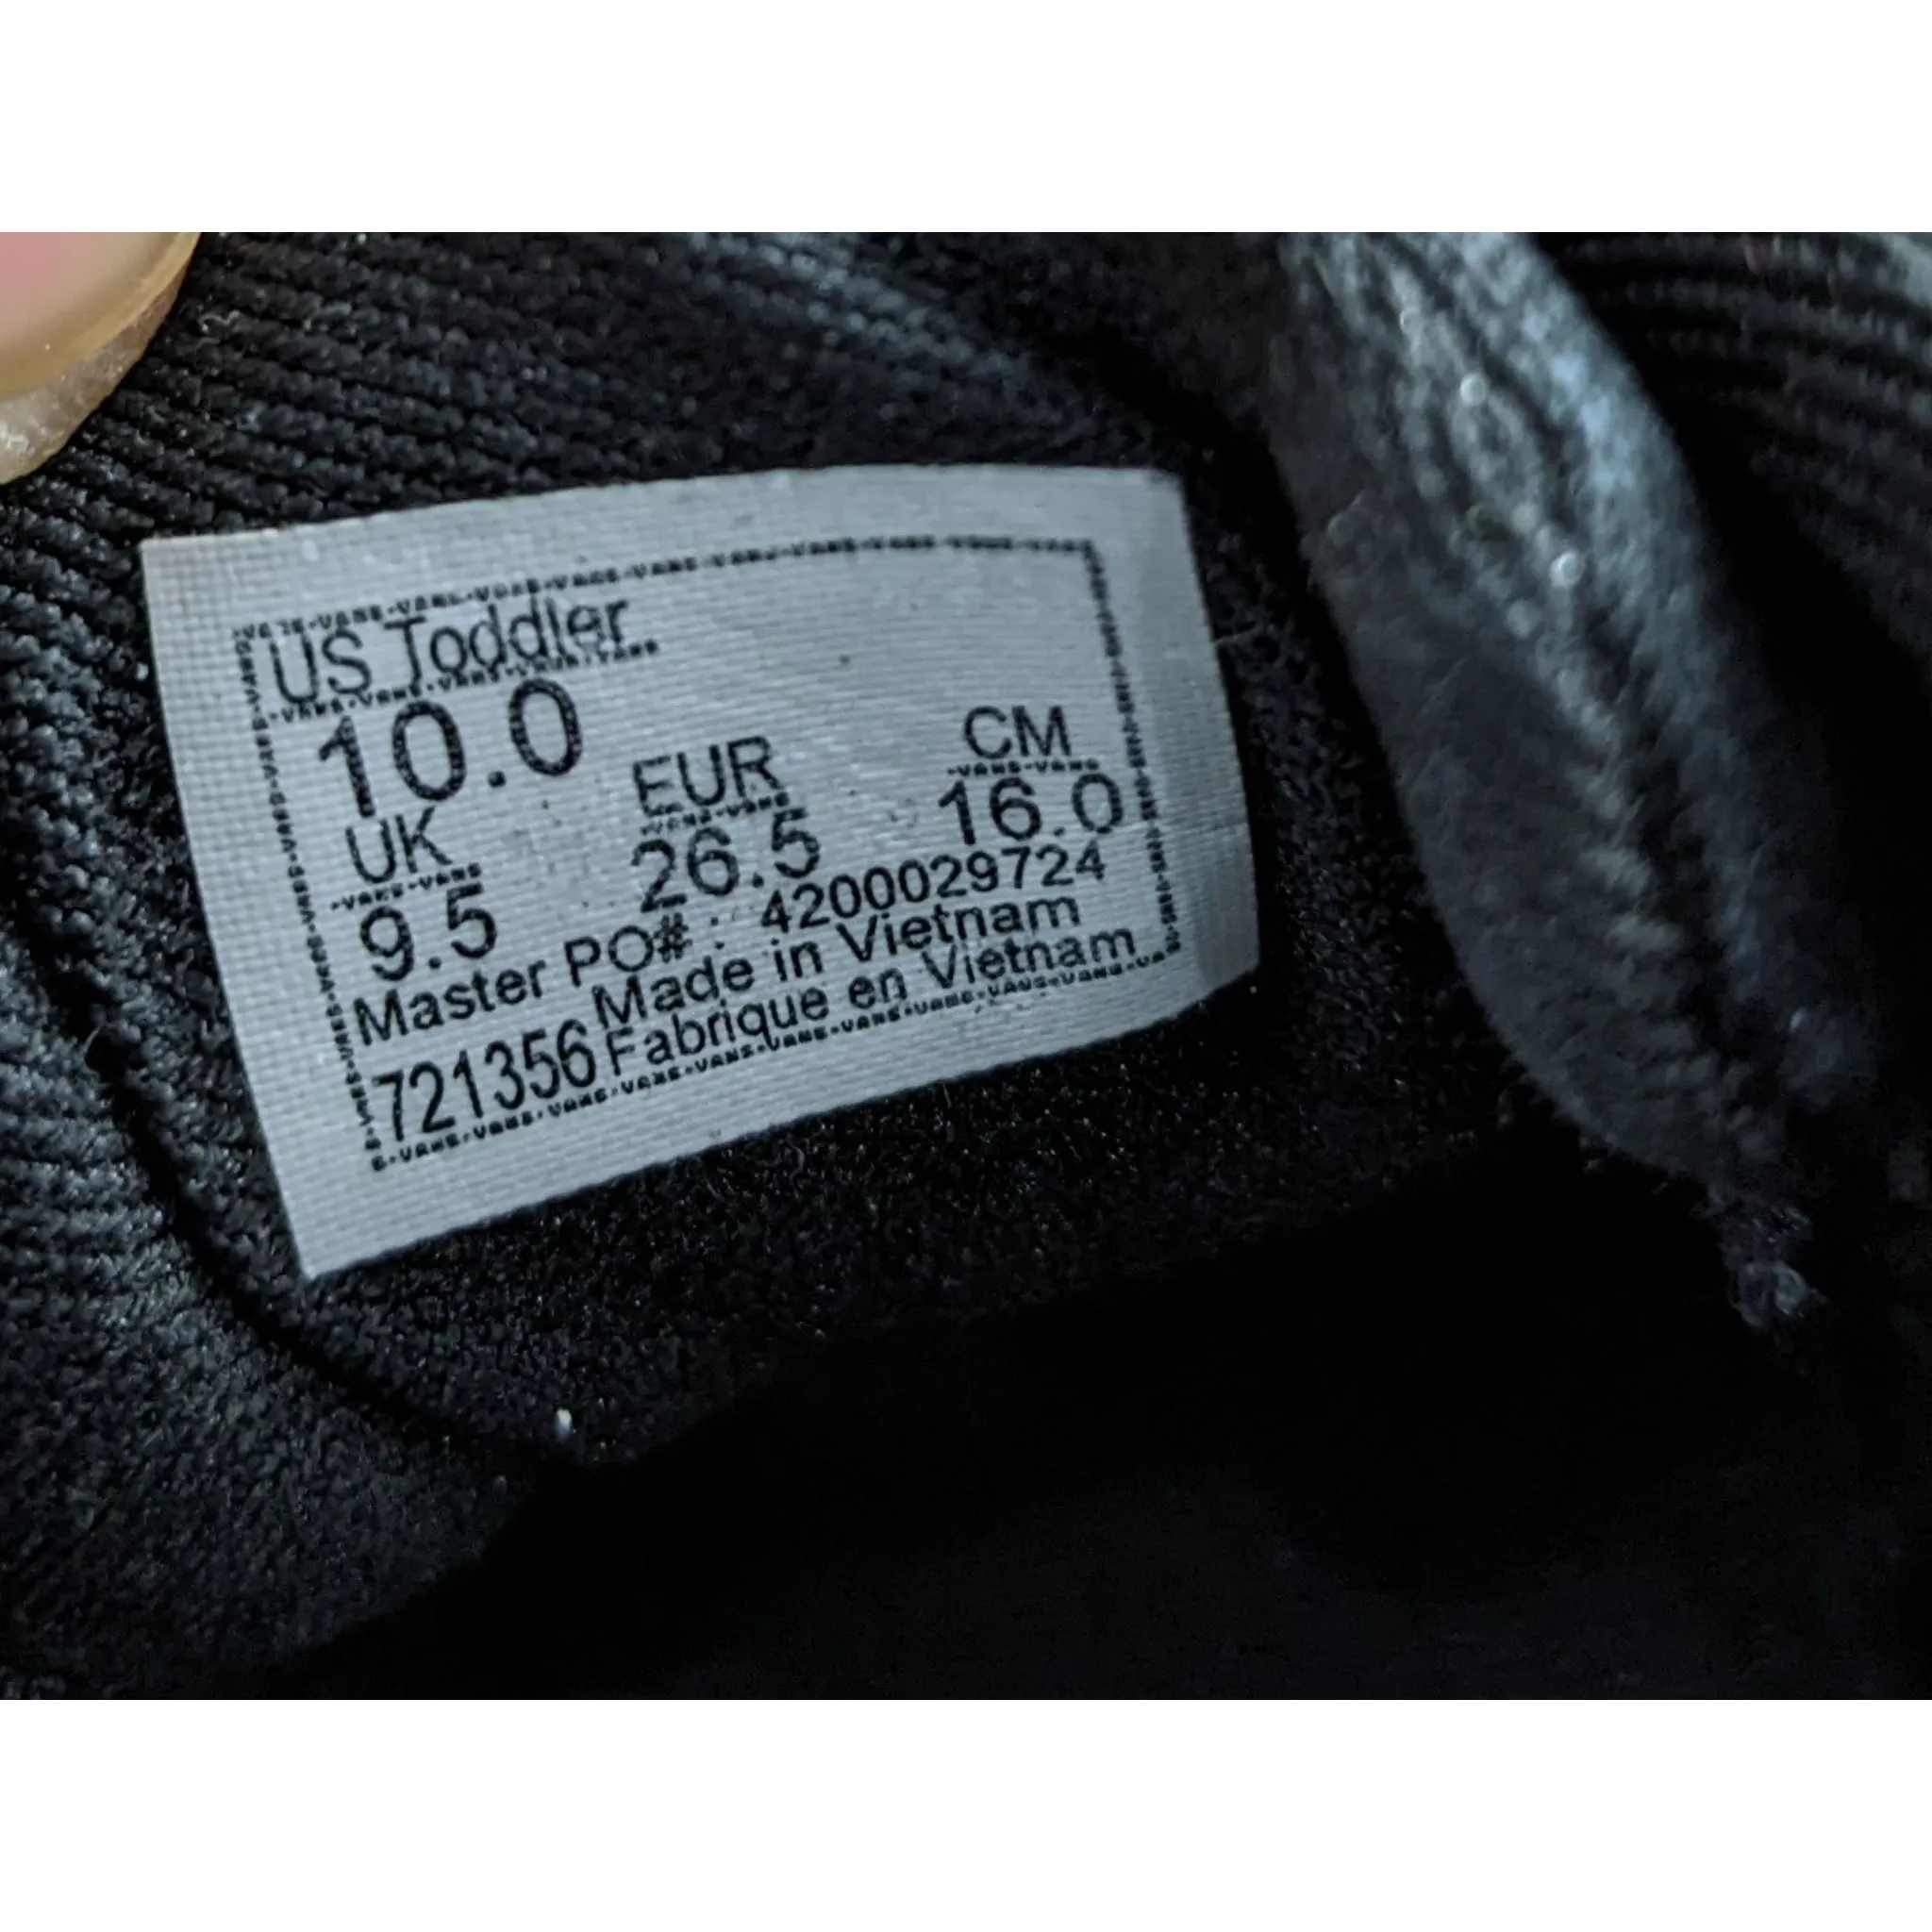 US Toddler
10.0
UK EUR CM
9.5 26.5 16.0
Master PO# : 4200029724
721356 Made in Vietnam
Fabrique en Vietnam